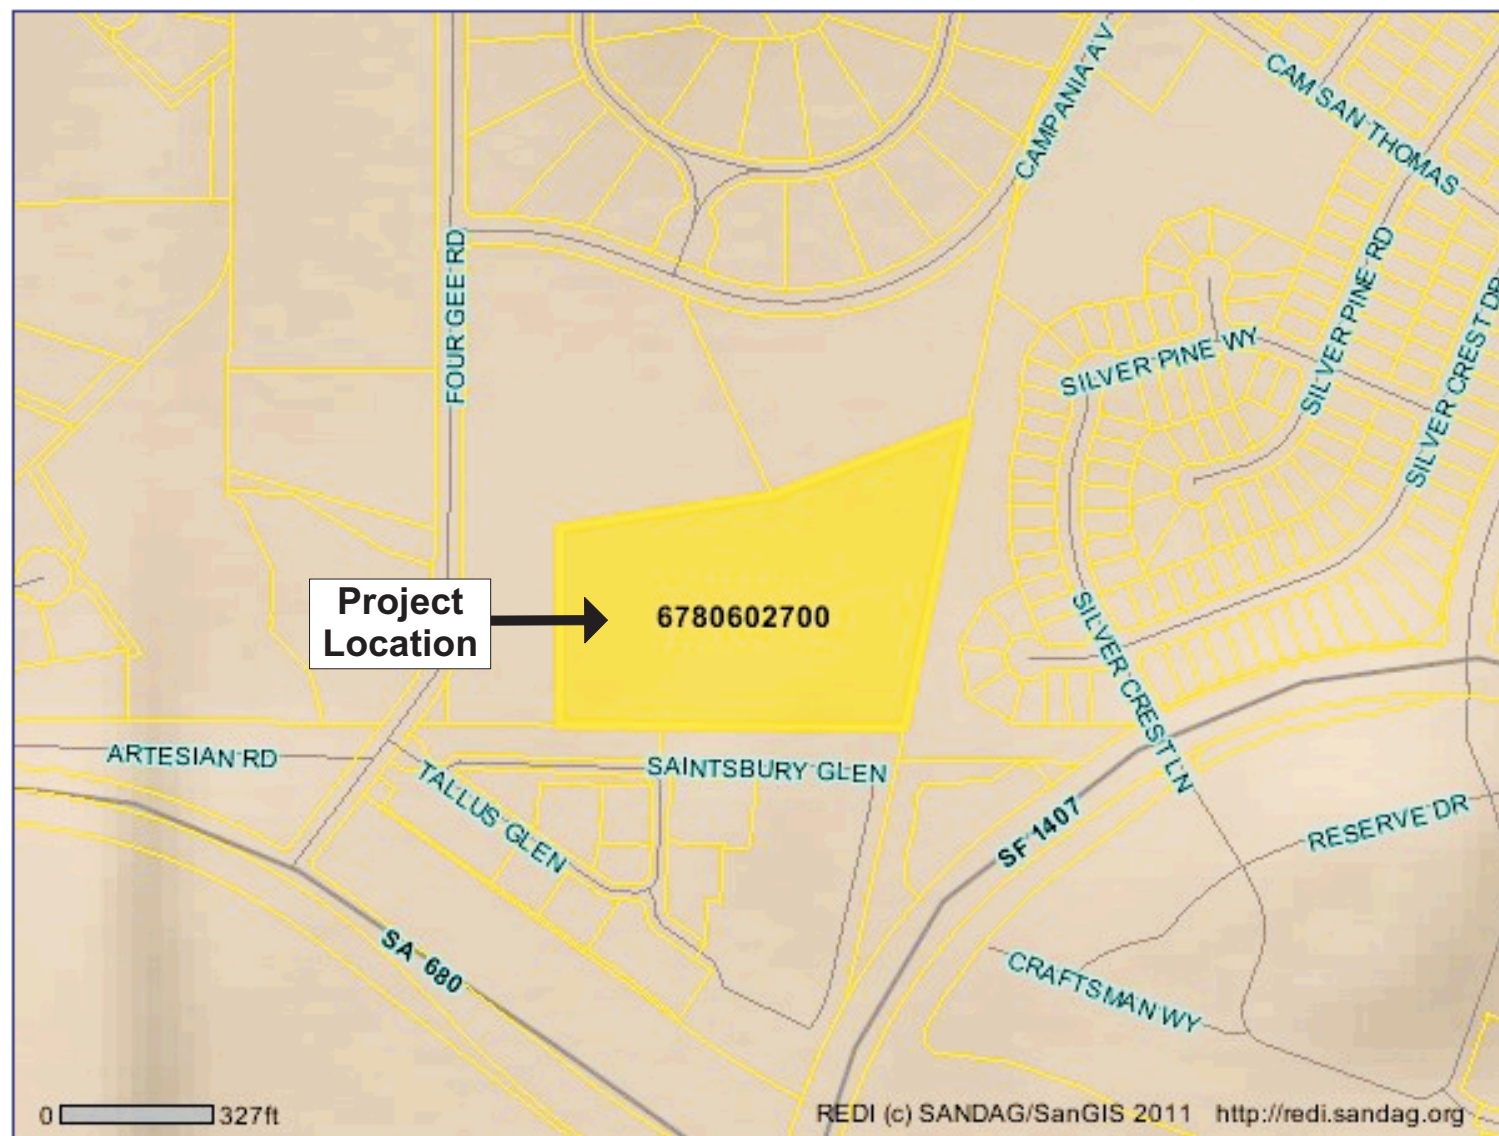 CAMPANIA AV
CAM SAN THOMAS
FOUR GEE RD
SILVER PINE RD
SILVER CREST DR
SILVER PINE WY
Project
Location
6780602700
SILVER CREST LN
ARTESIAN RD
TALLUS GLEN
SAINTSBURY GLEN
SF 1407
RESERVE DR
SA 680
CRAFTSMAN WY
0 327ft
REDI (c) SANDAG/SanGIS 2011 http://redi.sandag.org